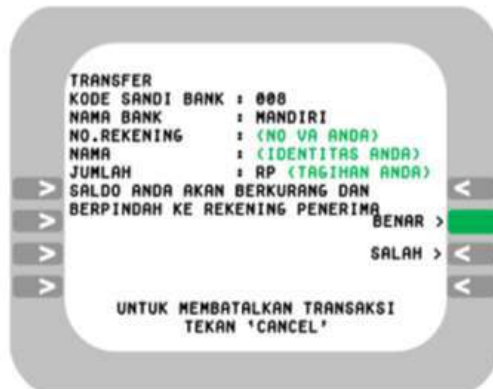 TRANSFER
KODE SANDI BANK : 008
NAMA BANK : MANDIRI
NO.REKENING : (NO VA ANDA)
NAMA : (IDENTITAS ANDA)
JUMLAH : RP (TAGIHAN ANDA)
SALDO ANDA AKAN BERKURANG DAN
BERPINDAH KE REKENING PENERIMA
BENAR >
SALAH >
UNTUK MEMBATALKAN TRANSAKSI
TEKAN 'CANCEL'